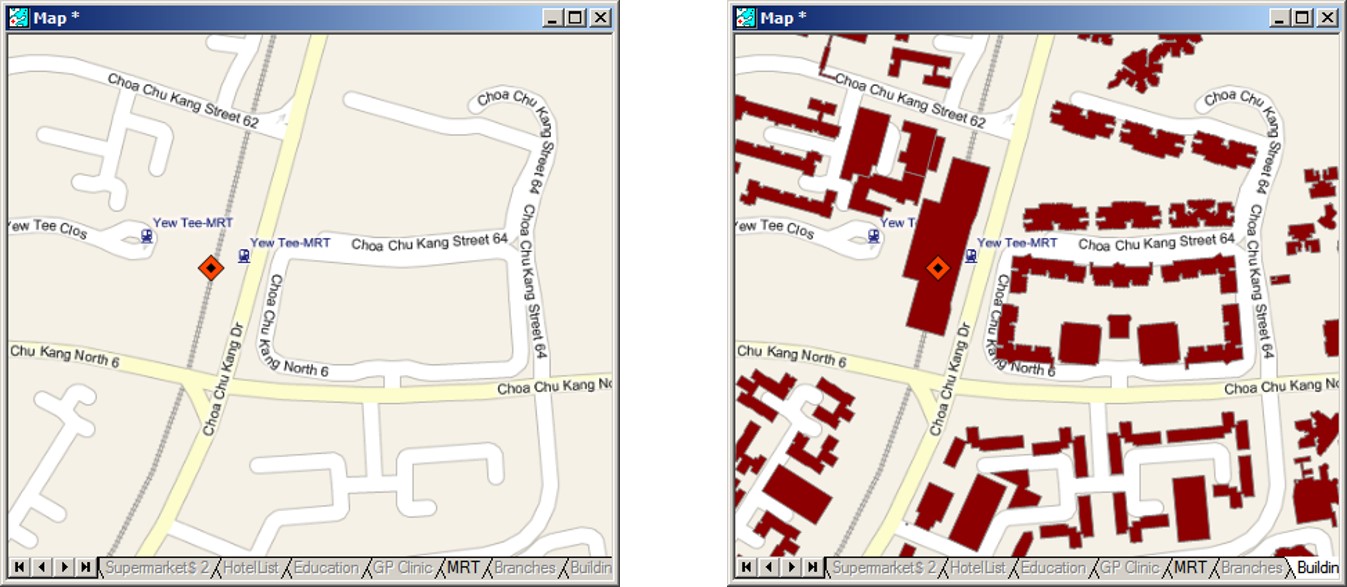 Map *
Choa Chu Kang Street 62
Choa Chu Kang Street 64
Yew Tee-MRT
Yew Tee Clos
Yew Tee-MRT
Choa Chu Kang Street 64
Choa Chu Kang Street 64
Choa Chu Kang North 6
Choa Chu Kang Dr
Chu Kang North 6
Choa Chu Kang No
Supermarket$ 2 HotelList Education GP Clinic MRT Branches Buildin
Map *
Choa Chu Kang Street 62
Choa Chu Kang Street 64
Yew T
Yew Tee Clos
Yew Tee-MRT
Choa Chu Kang Street 64
Choa Chu Kang Street 64
Choa Chu Kang North 6
Choa Chu Kang Dr
Chu Kang North 6
Choa Chu Kang No
Supermarket$ 2 HotelList Education GP Clinic MRT Branches Buildin